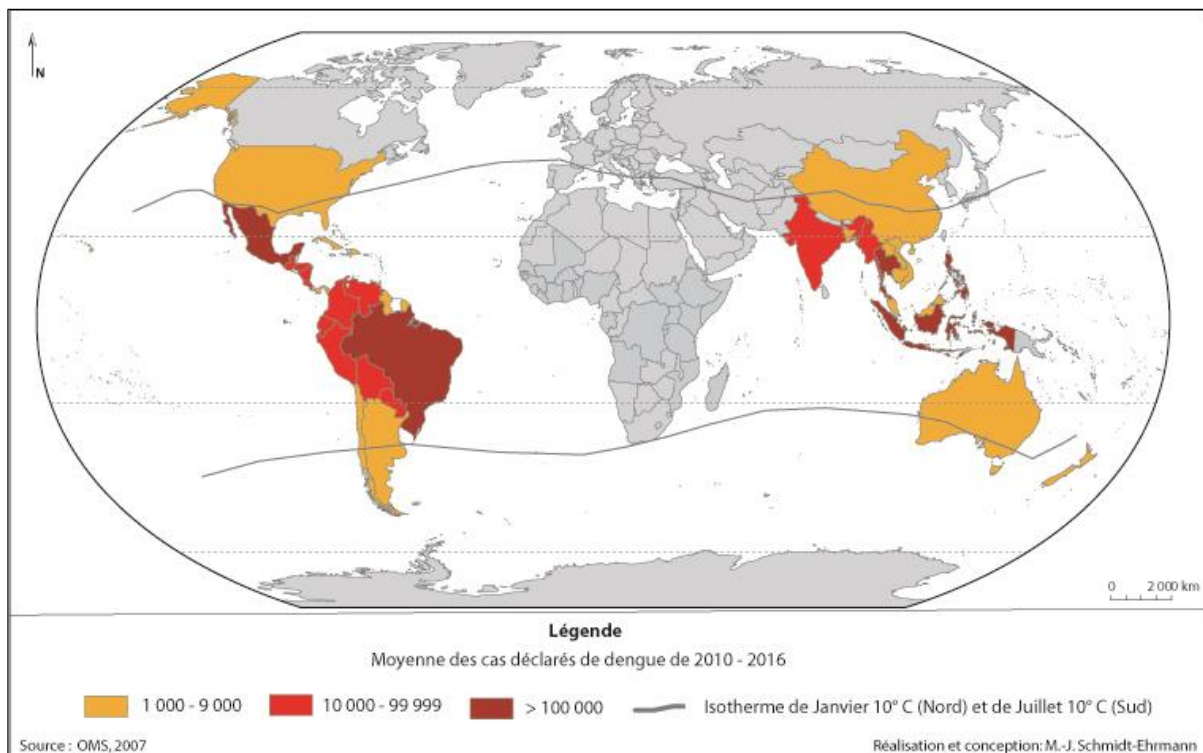 N
0 2 000 km
Légende
Moyenne des cas déclarés de dengue de 2010 - 2016
1 000 - 9 000 10 000 - 99 999 > 100 000 Isotherme de Janvier 10° C (Nord) et de Juillet 10° C (Sud)
Source : OMS, 2007 Réalisation et conception: M.-J. Schmidt-Ehrmann